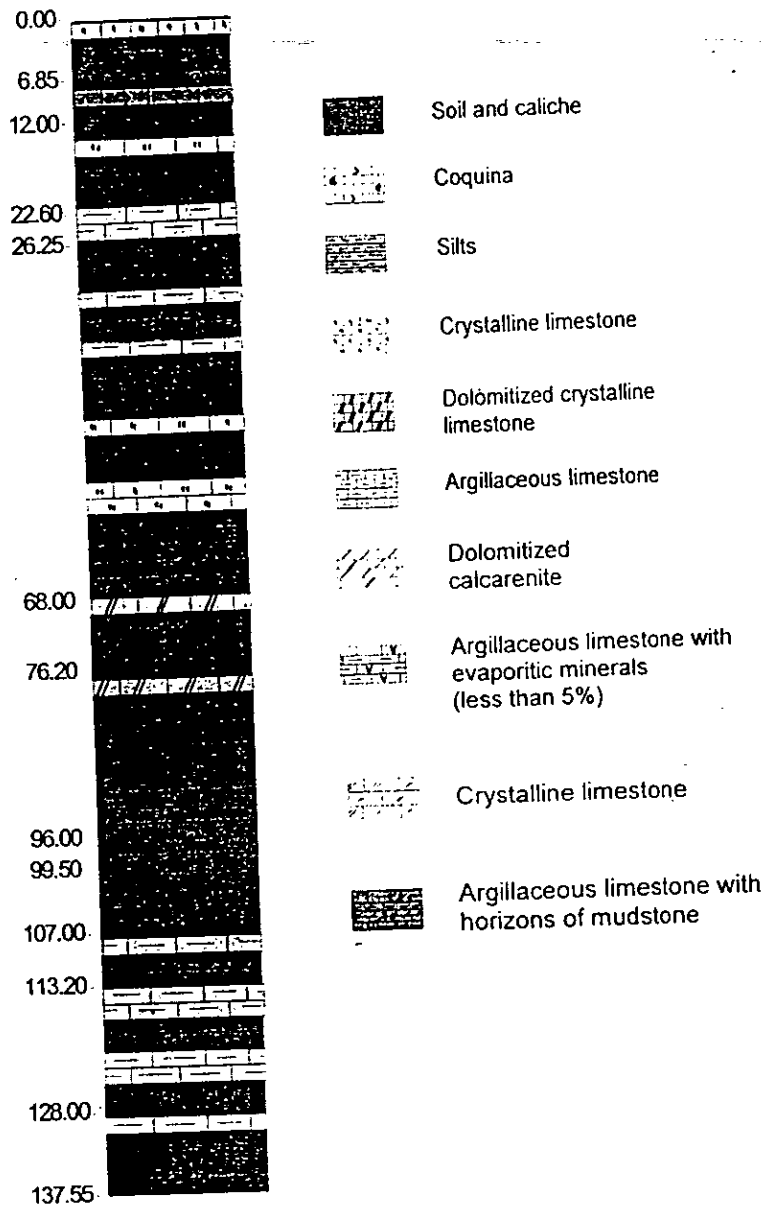 0.00
6.85
12.00
22.60
26.25
68.00
76.20
96.00
99.50
107.00
113.20
128.00
137.55
Soil and caliche
Coquina
Silts
Crystalline limestone
Dolomitized crystalline
limestone
Argillaceous limestone
Dolomitized
calcarenite
Argillaceous limestone with
evaporitic minerals
(less than 5%)
Crystalline limestone
Argillaceous limestone with
horizons of mudstone